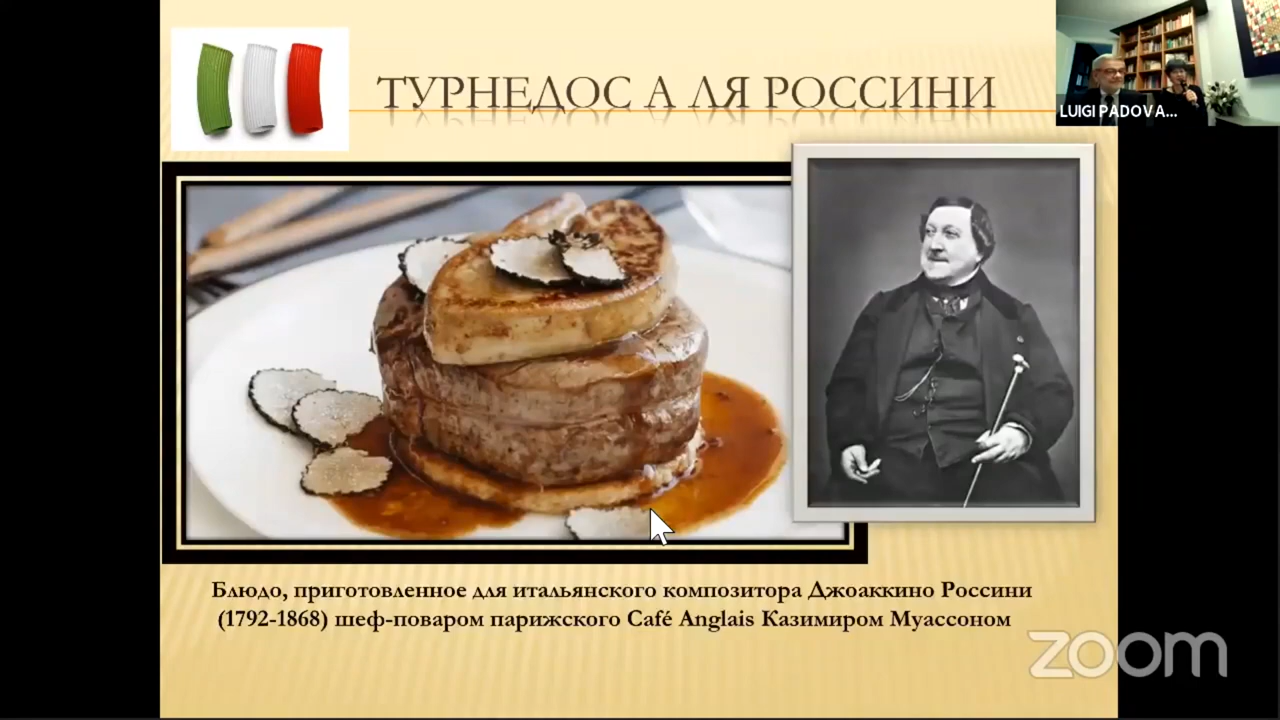 ТУРНЕДОС А ЛЯ РОССИНИ
LUIGI PADOVA...
Блюдо, приготовленное для итальянского композитора Джоаккино Россини
(1792-1868) шеф-поваром парижского Café Anglais Казимиром Муассоном
zoom